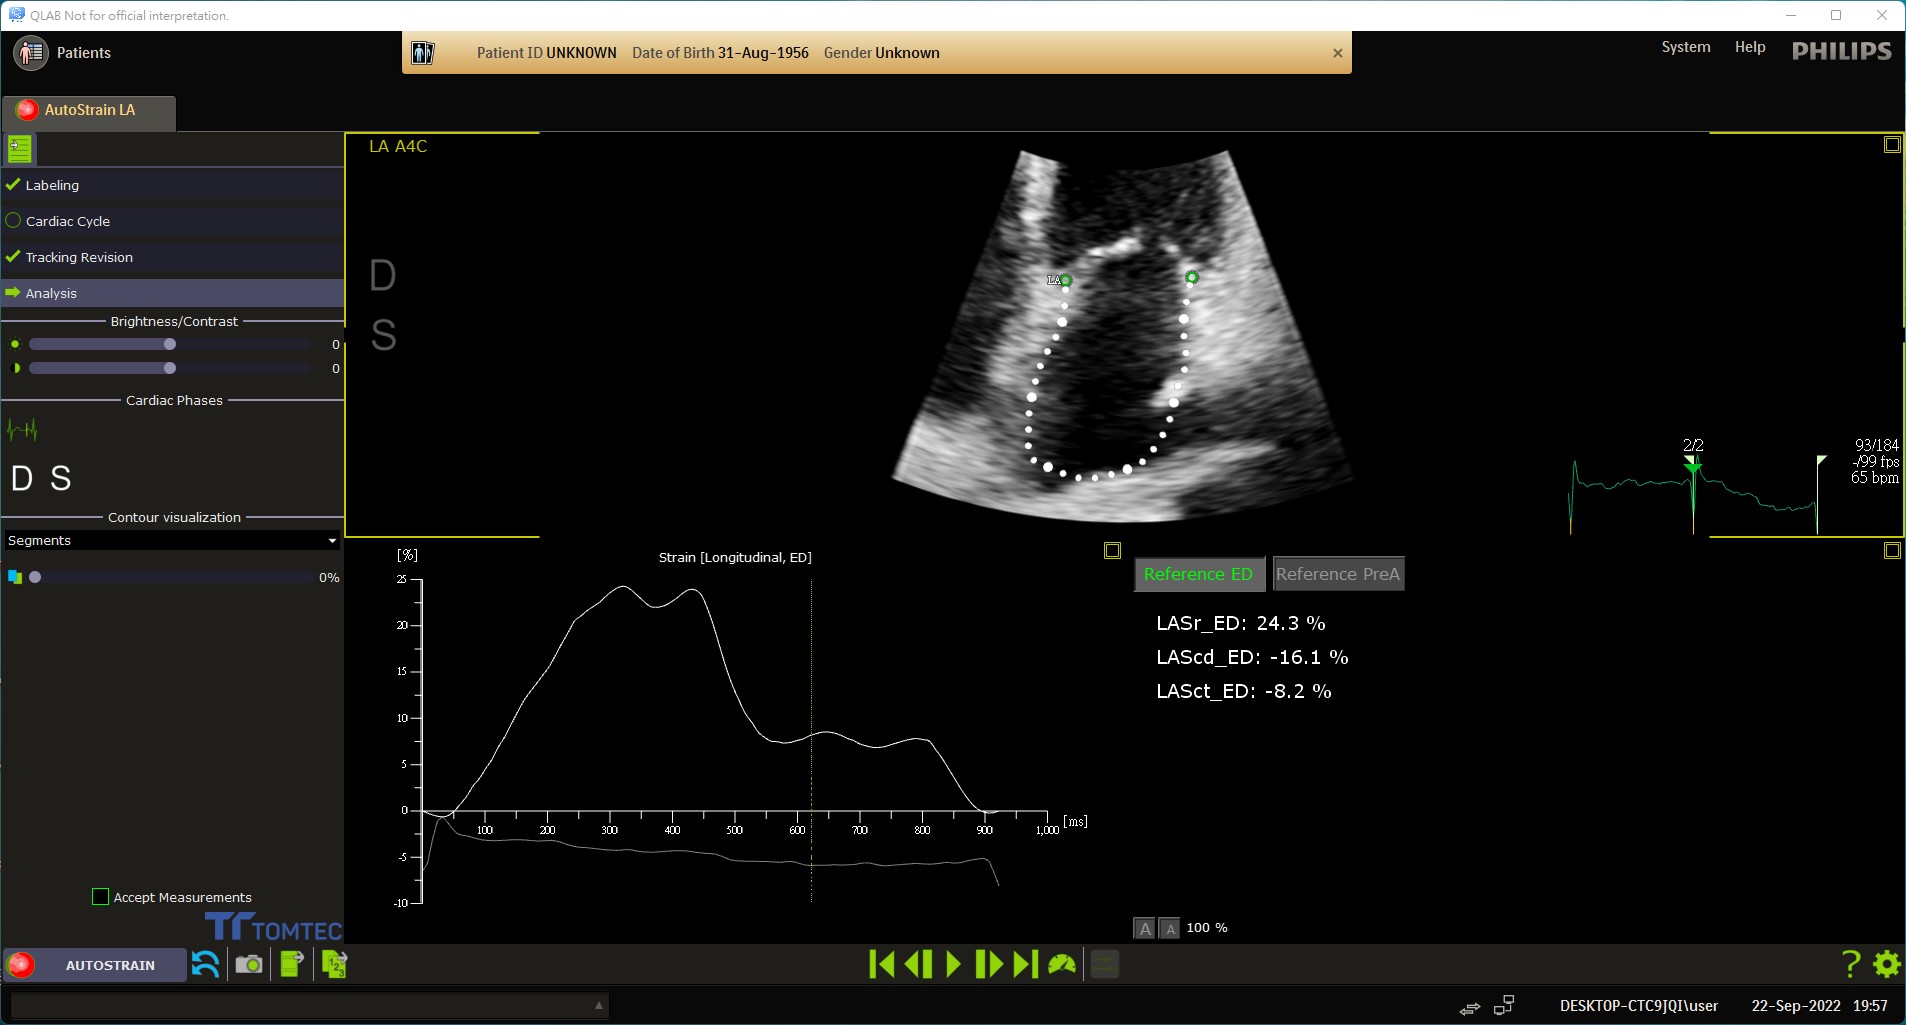 QLAB Not for official interpretation.
Patients
Patient ID UNKNOWN Date of Birth 31-Aug-1956 Gender Unknown
System Help PHILIPS
AutoStrain LA
Labeling
Cardiac Cycle
Tracking Revision
Analysis
Brightness/Contrast
0
0
Cardiac Phases
D S
Contour visualization
Segments
0%
Accept Measurements
TOMTEC
LA A4C
D
S
LA
2/2
93/184
-/99 fps
65 bpm
[%]
Strain [Longitudinal, ED]
25
20
15
10
5
0
-5
-10
100 200 300 400 500 600 700 800 900 1,000 [ms]
Reference ED Reference PreA
LASr_ED: 24.3 %
LAScd_ED: -16.1 %
LASct_ED: -8.2 %
A A 100 %
AUTOSTRAIN
1 2 3
?
DESKTOP-CTC9JQI\user 22-Sep-2022 19:57